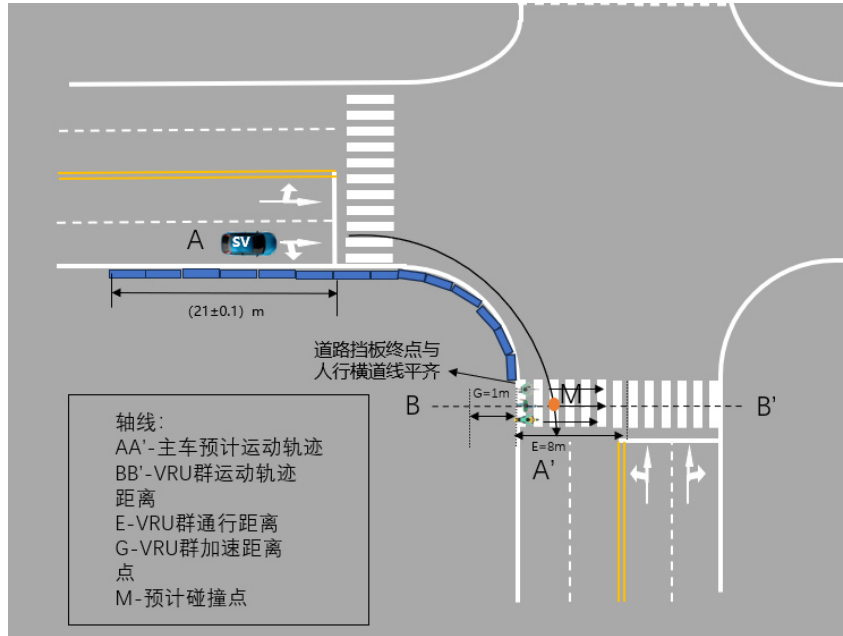 A
SV
(21±0.1) m
道路挡板终点与
人行横道线平齐
G=1m
B
M
B'
E=8m
A'
轴线：
AA'-主车预计运动轨迹
BB'-VRU群运动轨迹
距离
E-VRU群通行距离
G-VRU群加速距离
点
M-预计碰撞点